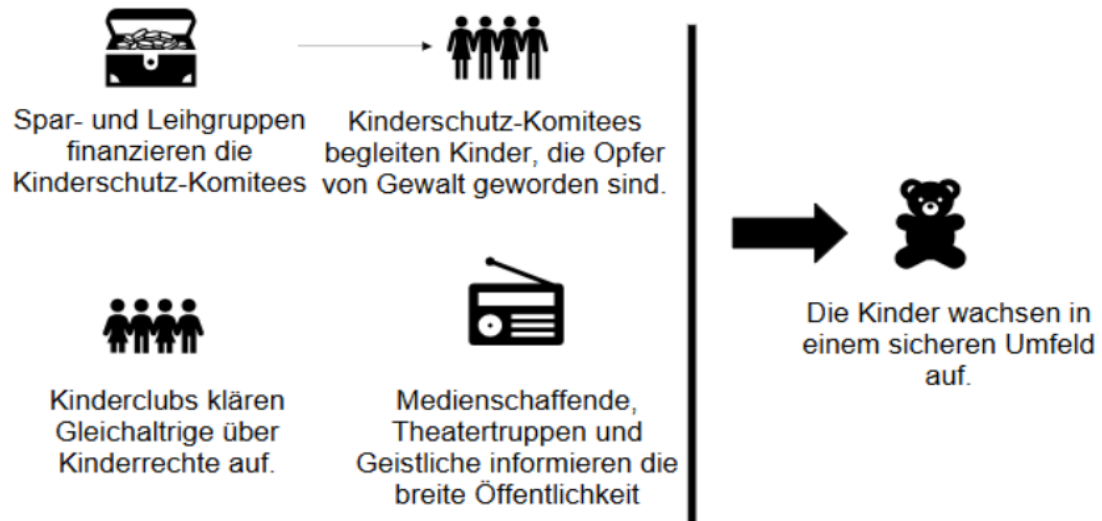 Spar- und Leihgruppen
finanzieren die
Kinderschutz-Komitees
Kinderschutz-Komitees
begleiten Kinder, die Opfer
von Gewalt geworden sind.
Kinderclubs klären
Gleichaltrige über
Kinderrechte auf.
Medienschaffende,
Theatertruppen und
Geistliche informieren die
breite Öffentlichkeit
Die Kinder wachsen in
einem sicheren Umfeld
auf.